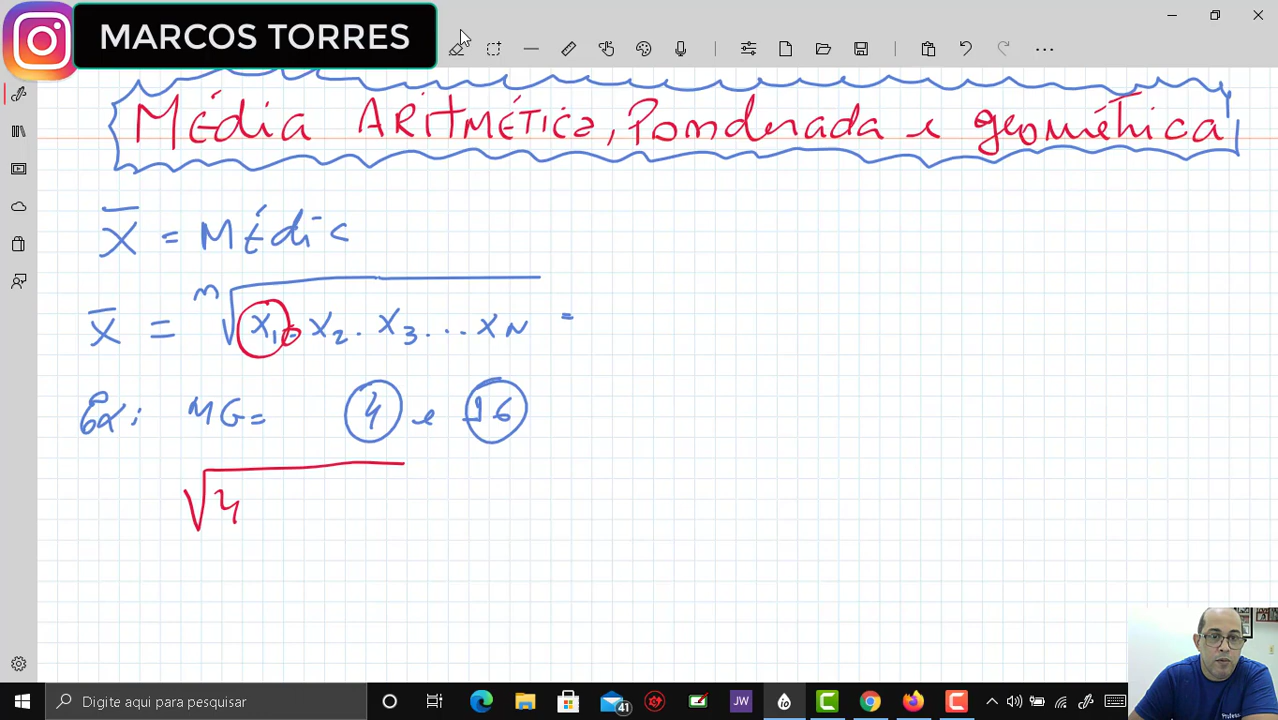 MARCOS TORRES
Média Aritmética, Ponderada e geométrica
X̄ = Média
X̄ = ⁿ√X₁ · X₂ · X₃ ... XN =
Ex: MG = 4 e 16
√4
Digite aqui para pesquisar
41
JW